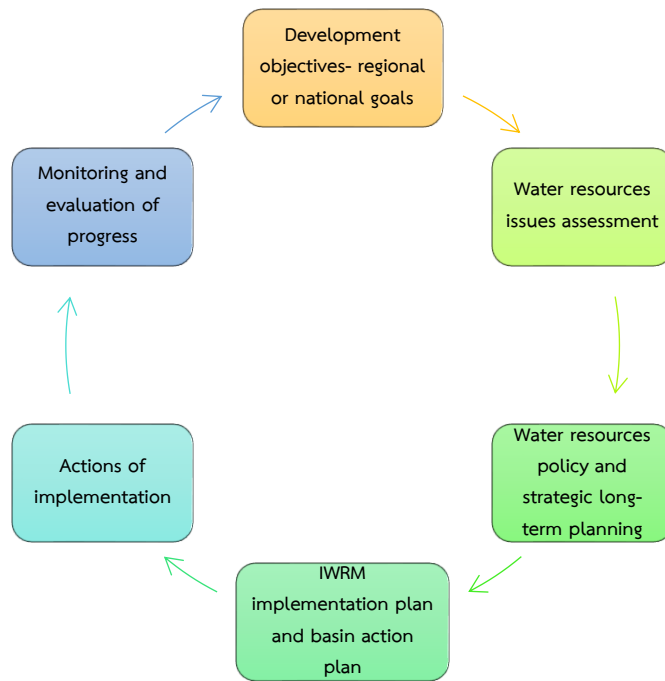 Development
objectives- regional
or national goals
Water resources
issues assessment
Water resources
policy and
strategic long-
term planning
IWRM
implementation plan
and basin action
plan
Actions of
implementation
Monitoring and
evaluation of
progress